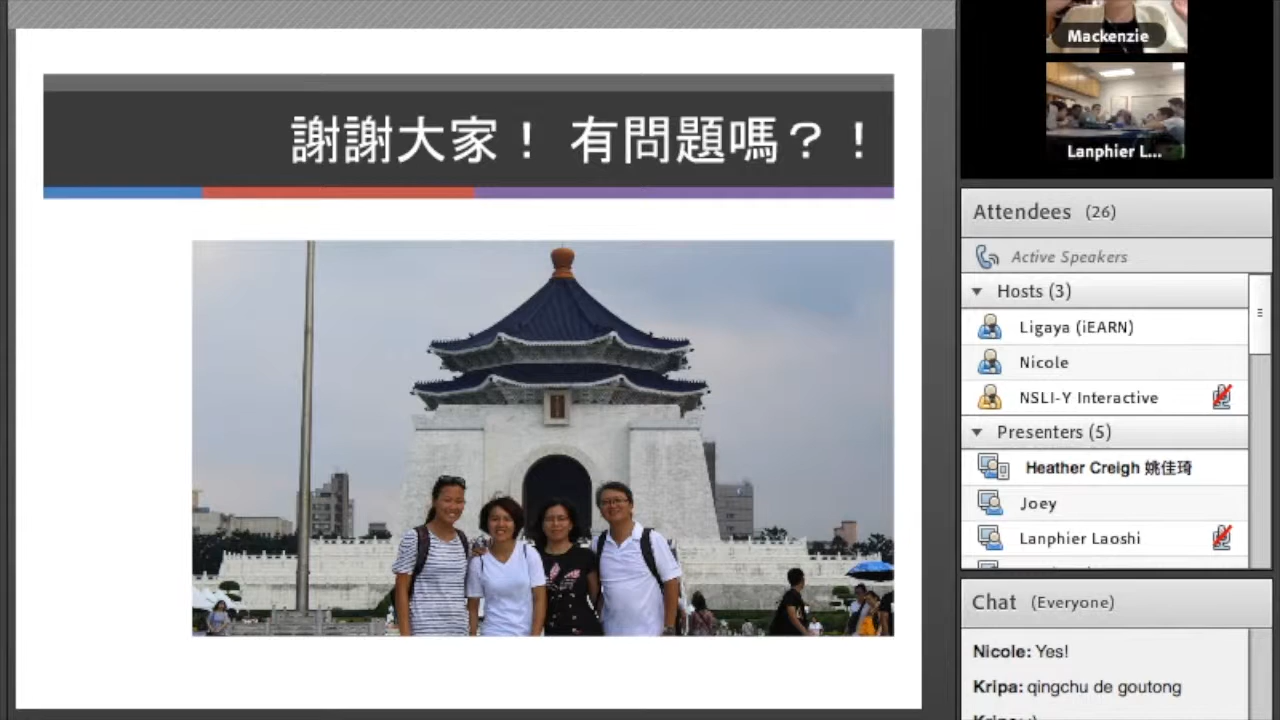 謝謝大家！ 有問題嗎？！
Mackenzie
Lanphier L...
Attendees (26)
Active Speakers
Hosts (3)
Ligaya (iEARN)
Nicole
NSLI-Y Interactive
Presenters (5)
Heather Creigh 姚佳琦
Joey
Lanphier Laoshi
Chat (Everyone)
Nicole: Yes!
Kripa: qingchu de goutong